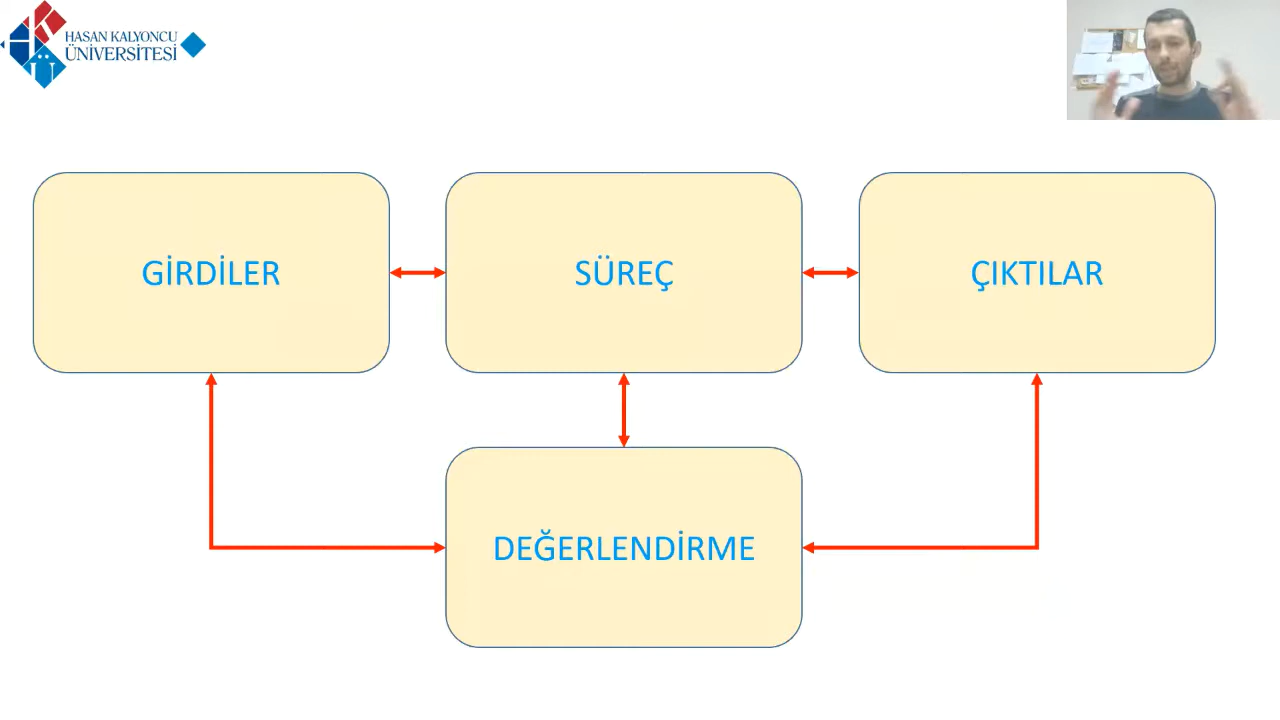 HASAN KALYONCU
ÜNİVERSİTESİ
GİRDİLER
SÜREÇ
ÇIKTILAR
DEĞERLENDİRME